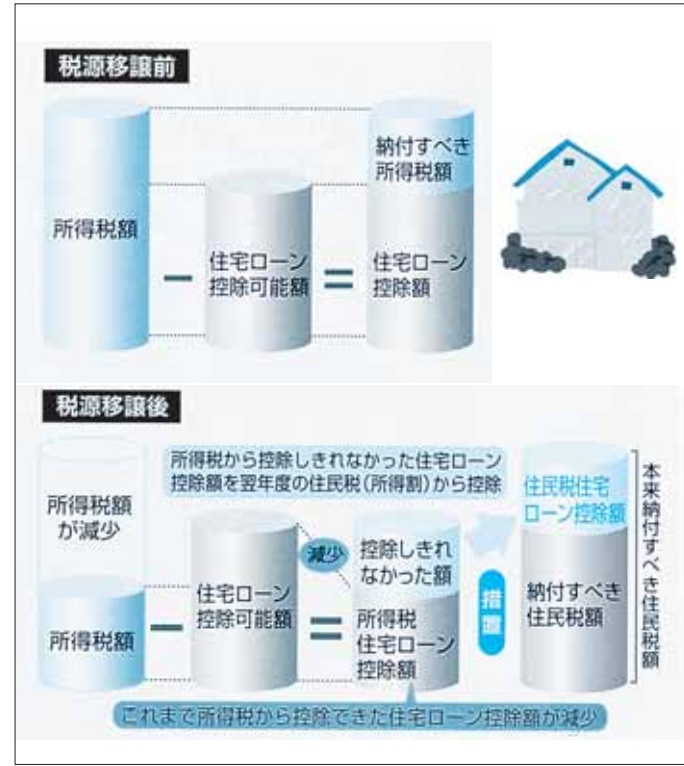 税源移譲前
所得税額
住宅ローン
控除可能額
納付すべき
所得税額
住宅ローン
控除額
税源移譲後
所得税から控除しきれなかった住宅ローン
控除額を翌年度の住民税（所得割）から控除
所得税額
が減少
所得税額
住宅ローン
控除可能額
減少
控除しきれ
なかった額
所得税
住宅ローン
控除額
措置
住民税住宅
ローン控除額
納付すべき
住民税額
本来納付すべき住民税額
これまで所得税から控除できた住宅ローン控除額が減少